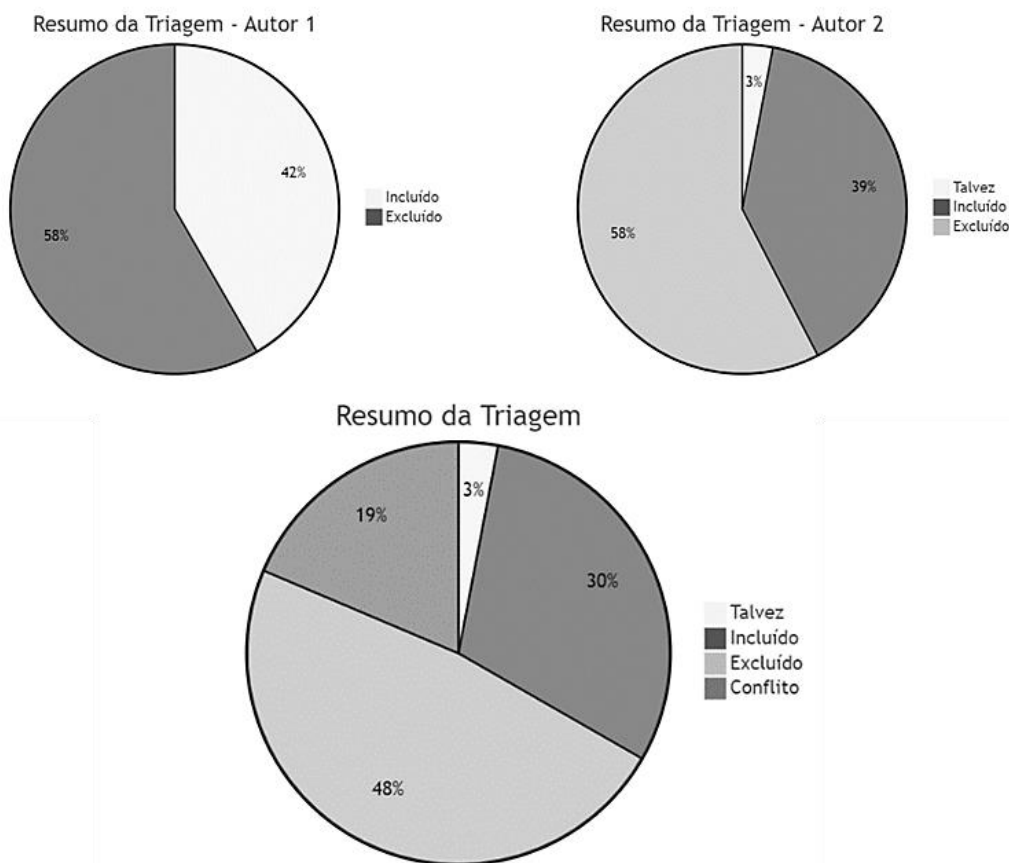 Resumo da Triagem - Autor 1
42%
58%
Incluído
Excluído
Resumo da Triagem - Autor 2
3%
39%
58%
Talvez
Incluído
Excluído
Resumo da Triagem
3%
19%
30%
48%
Talvez
Incluído
Excluído
Conflito